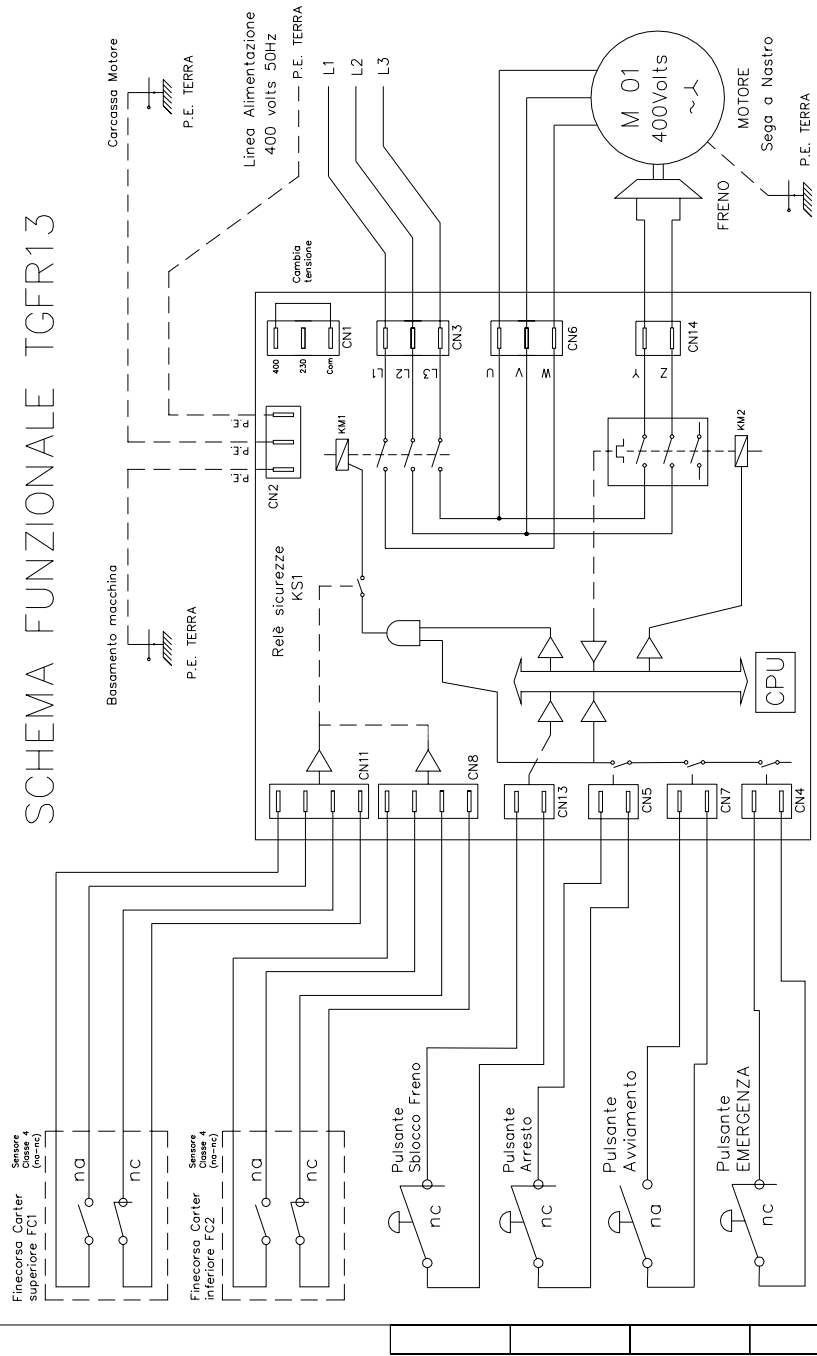 SCHEMA FUNZIONALE TGFR13
Basamento macchina
P.E. TERRA
Carcassa Motore
P.E. TERRA
Linea Alimentazione
400 volts 50Hz
P.E. TERRA
L1
L2
L3
P.E.
P.E.
P.E.
CN2
400
230
Com
CN1
Cambia
tensione
L1
L2
L3
CN3
U
V
W
CN6
Y
Z
CN14
KM1
KM2
M 01
400Volts
~
MOTORE
Sega a Nastro
FRENO
P.E. TERRA
Relè sicurezze
KS1
CPU
CN11
CN8
CN13
CN5
CN7
CN4
Finecorsa Carter
superiore FC1
Sensore
Classe 4
(na-nc)
na
nc
Finecorsa Carter
inferiore FC2
Sensore
Classe 4
(na-nc)
na
nc
Pulsante
Sblocco Freno
nc
Pulsante
Arresto
nc
Pulsante
Avviamento
na
Pulsante
EMERGENZA
nc